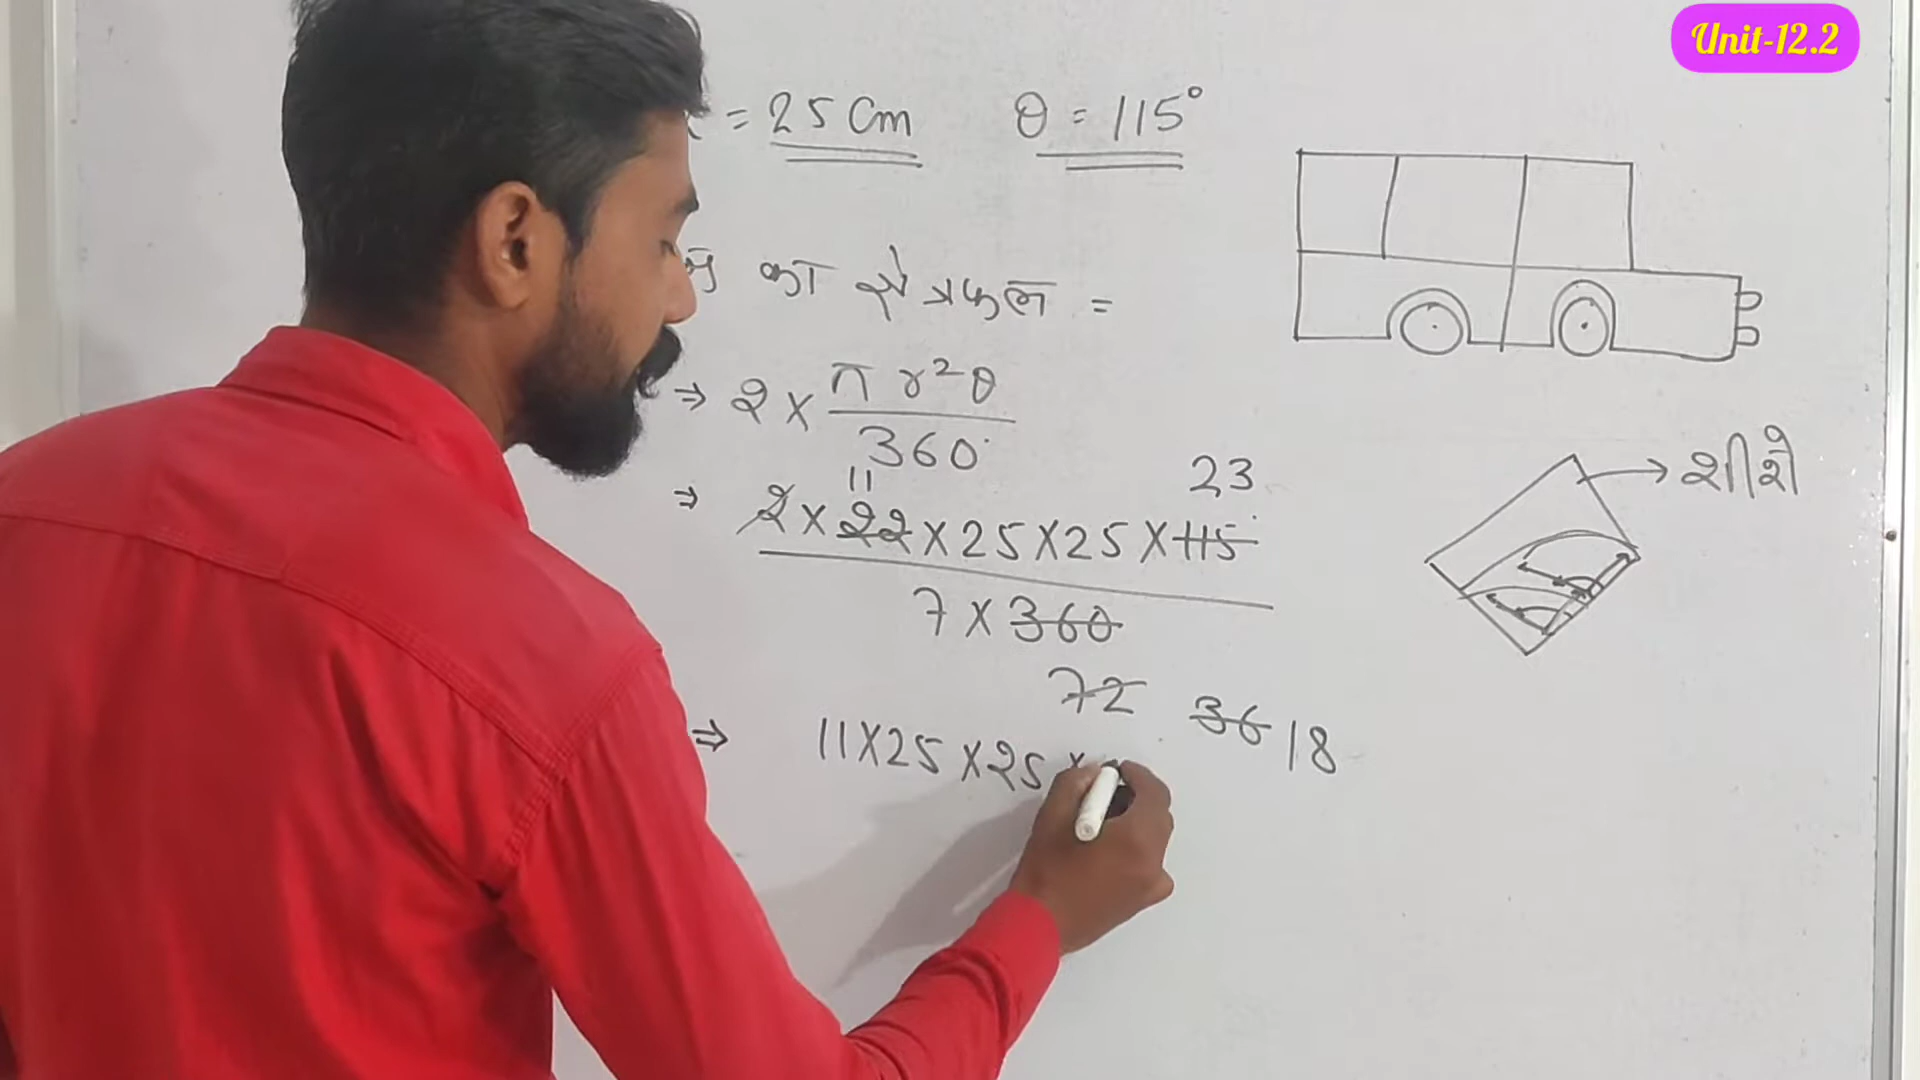 Unit-12.2
= 25 Cm θ = 115°
का क्षेत्रफल =
⇒ 2 × π r² θ
360
11 23
⇒ 2 × 22 × 25 × 25 × 115
7 × 360
72 36 18
⇒ 11 × 25 × 25 ×
शीशे